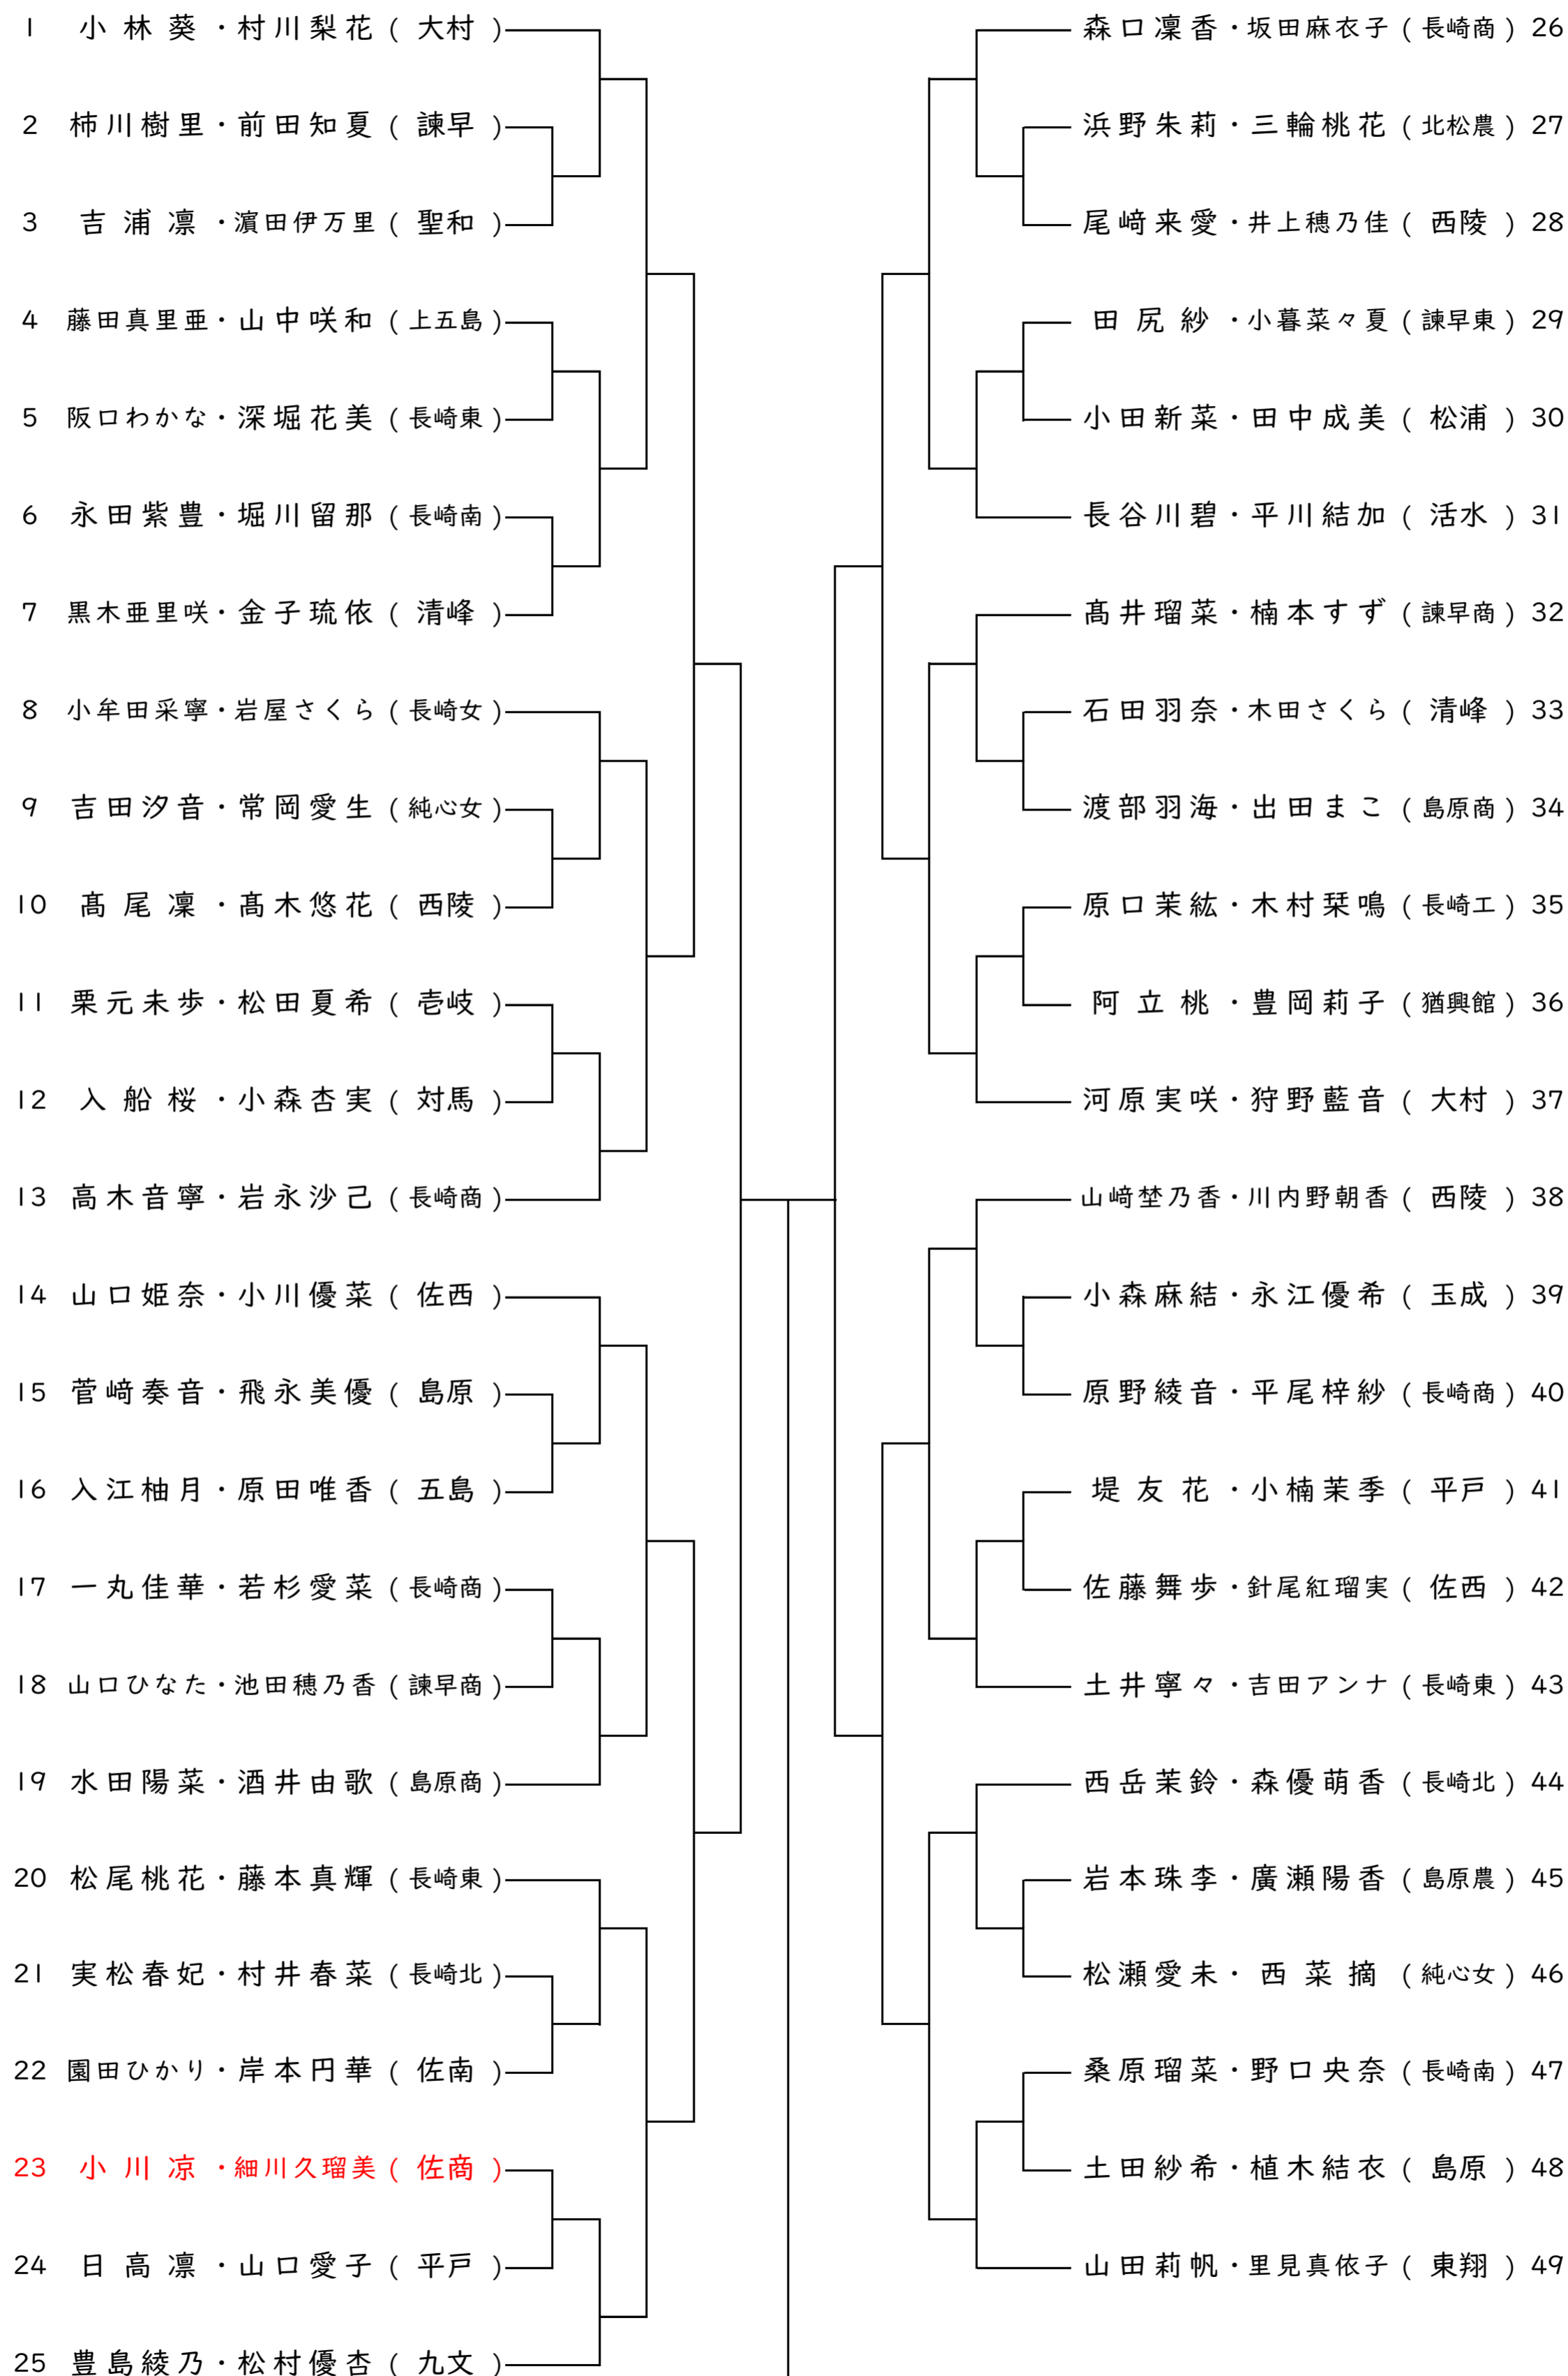 1 小林葵・村川梨花 ( 大村 )
2 柿川樹里・前田知夏 ( 諫早 )
3 吉浦凛・濵田伊万里 ( 聖和 )
4 藤田真里亜・山中咲和 ( 上五島 )
5 阪口わかな・深堀花美 ( 長崎東 )
6 永田紫豊・堀川留那 ( 長崎南 )
7 黒木亜里咲・金子琉依 ( 清峰 )
8 小牟田采寧・岩屋さくら ( 長崎女 )
9 吉田汐音・常岡愛生 ( 純心女 )
10 髙尾凜・髙木悠花 ( 西陵 )
11 栗元未歩・松田夏希 ( 壱岐 )
12 入船桜・小森杏実 ( 対馬 )
13 高木音寧・岩永沙己 ( 長崎商 )
14 山口姫奈・小川優菜 ( 佐西 )
15 菅﨑奏音・飛永美優 ( 島原 )
16 入江柚月・原田唯香 ( 五島 )
17 一丸佳華・若杉愛菜 ( 長崎商 )
18 山口ひなた・池田穂乃香 ( 諫早商 )
19 水田陽菜・酒井由歌 ( 島原商 )
20 松尾桃花・藤本真輝 ( 長崎東 )
21 実松春妃・村井春菜 ( 長崎北 )
22 園田ひかり・岸本円華 ( 佐南 )
23 小川凉・細川久瑠美 ( 佐商 )
24 日高凛・山口愛子 ( 平戸 )
25 豊島綾乃・松村優杏 ( 九文 )
森口凜香・坂田麻衣子 ( 長崎商 ) 26
浜野朱莉・三輪桃花 ( 北松農 ) 27
尾﨑来愛・井上穂乃佳 ( 西陵 ) 28
田尻紗・小暮菜々夏 ( 諫早東 ) 29
小田新菜・田中成美 ( 松浦 ) 30
長谷川碧・平川結加 ( 活水 ) 31
髙井瑠菜・楠本すず ( 諫早商 ) 32
石田羽奈・木田さくら ( 清峰 ) 33
渡部羽海・出田まこ ( 島原商 ) 34
原口茉紘・木村栞鳴 ( 長崎工 ) 35
阿立桃・豊岡莉子 ( 猶興館 ) 36
河原実咲・狩野藍音 ( 大村 ) 37
山﨑埜乃香・川内野朝香 ( 西陵 ) 38
小森麻結・永江優希 ( 玉成 ) 39
原野綾音・平尾梓紗 ( 長崎商 ) 40
堤友花・小楠茉季 ( 平戸 ) 41
佐藤舞歩・針尾紅瑠実 ( 佐西 ) 42
土井寧々・吉田アンナ ( 長崎東 ) 43
西岳茉鈴・森優萌香 ( 長崎北 ) 44
岩本珠李・廣瀬陽香 ( 島原農 ) 45
松瀬愛未・西菜摘 ( 純心女 ) 46
桑原瑠菜・野口央奈 ( 長崎南 ) 47
土田紗希・植木結衣 ( 島原 ) 48
山田莉帆・里見真依子 ( 東翔 ) 49